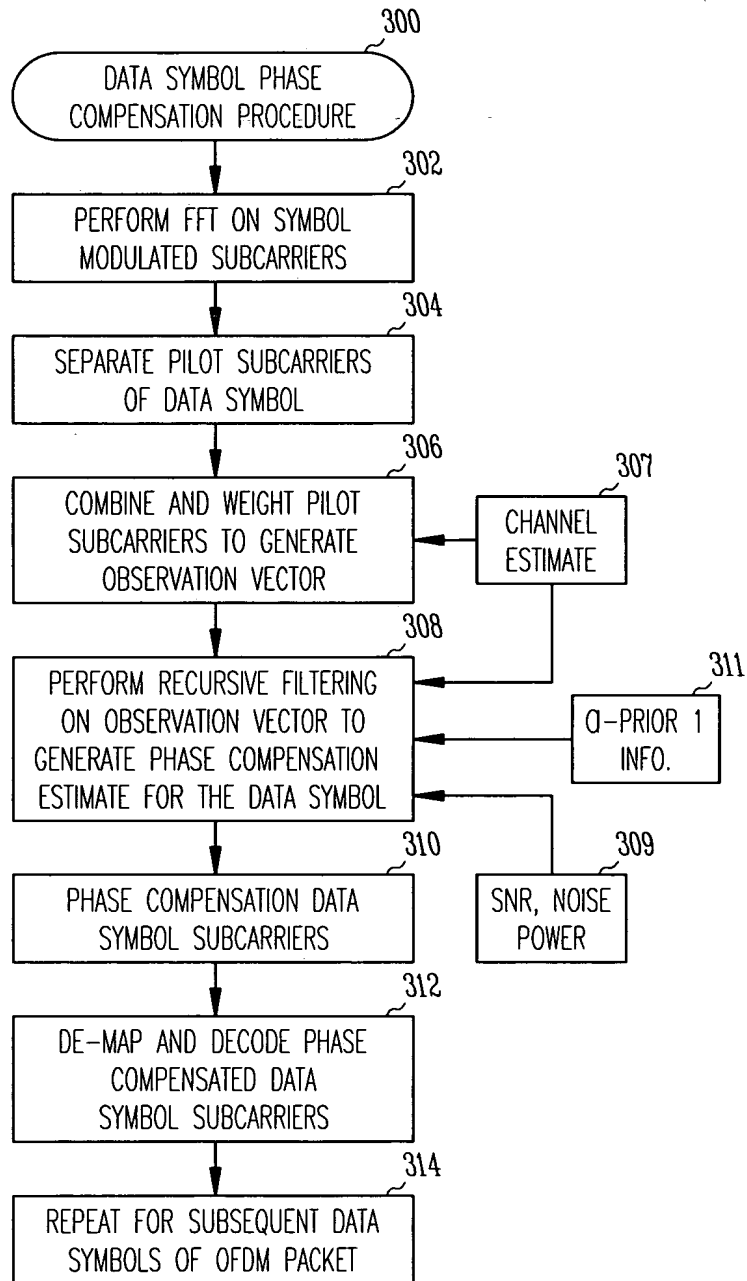 300
DATA SYMBOL PHASE
COMPENSATION PROCEDURE
302
PERFORM FFT ON SYMBOL
MODULATED SUBCARRIERS
304
SEPARATE PILOT SUBCARRIERS
OF DATA SYMBOL
306
COMBINE AND WEIGHT PILOT
SUBCARRIERS TO GENERATE
OBSERVATION VECTOR
307
CHANNEL
ESTIMATE
308
PERFORM RECURSIVE FILTERING
ON OBSERVATION VECTOR TO
GENERATE PHASE COMPENSATION
ESTIMATE FOR THE DATA SYMBOL
311
a-PRIOR 1
INFO.
309
SNR, NOISE
POWER
310
PHASE COMPENSATION DATA
SYMBOL SUBCARRIERS
312
DE-MAP AND DECODE PHASE
COMPENSATED DATA
SYMBOL SUBCARRIERS
314
REPEAT FOR SUBSEQUENT DATA
SYMBOLS OF OFDM PACKET